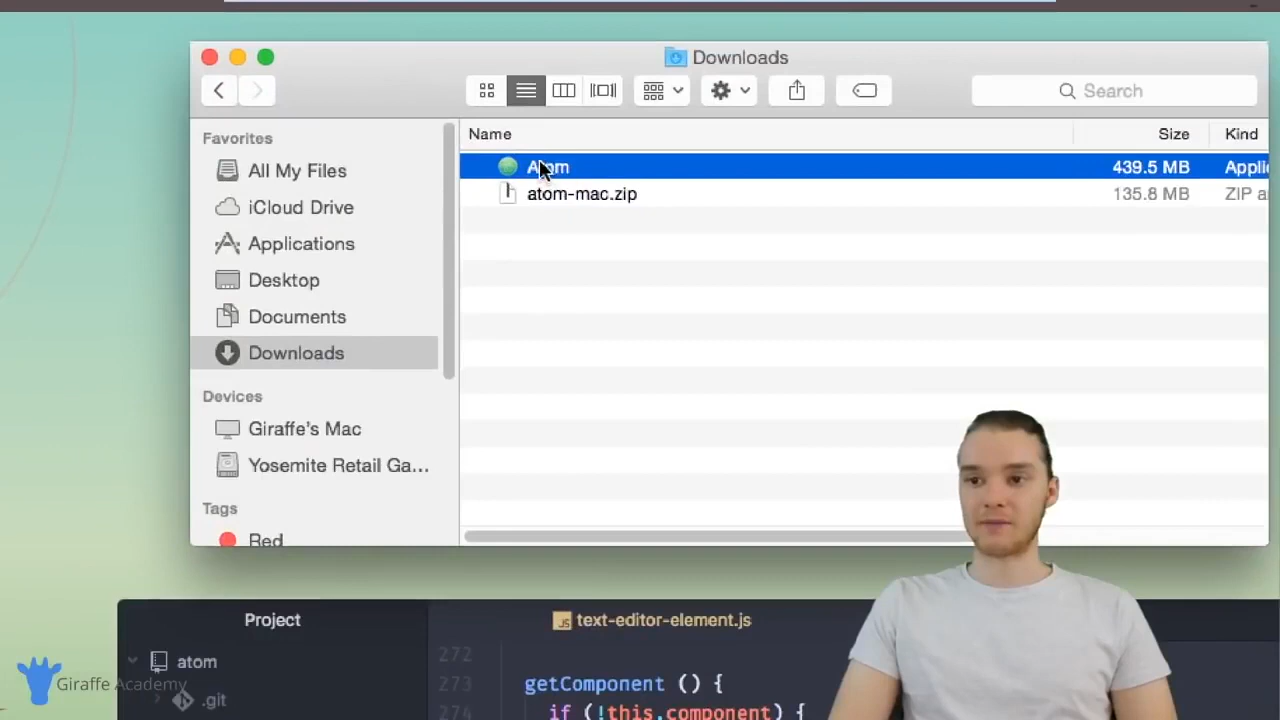 Downloads
Search
Favorites
All My Files
iCloud Drive
Applications
Desktop
Documents
Downloads
Devices
Giraffe's Mac
Yosemite Retail Ga...
Tags
Red
Name Size Kind
Atom 439.5 MB
atom-mac.zip 135.8 MB ZIP
Project
atom
.git
text-editor-element.js
272
273 getComponent () {
274 if (!this.component) {
Giraffe Academy